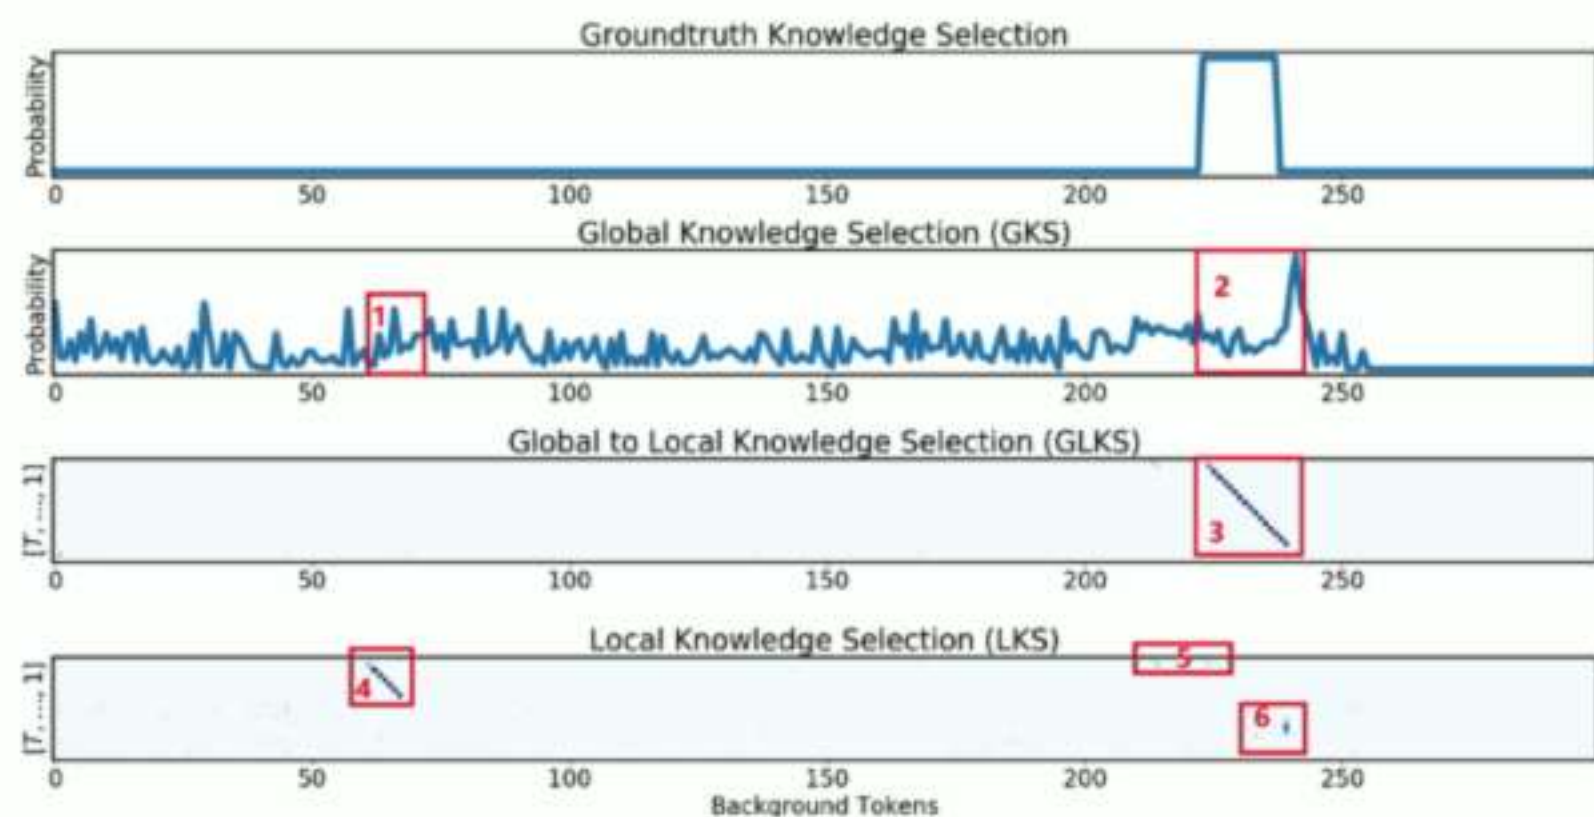 Groundtruth Knowledge Selection
Probability
0 50 100 150 200 250
Global Knowledge Selection (GKS)
Probability
1
2
0 50 100 150 200 250
Global to Local Knowledge Selection (GLKS)
[T, ..., 1]
3
0 50 100 150 200 250
Local Knowledge Selection (LKS)
[T, ..., 1]
4
5
6
0 50 100 150 200 250
Background Tokens